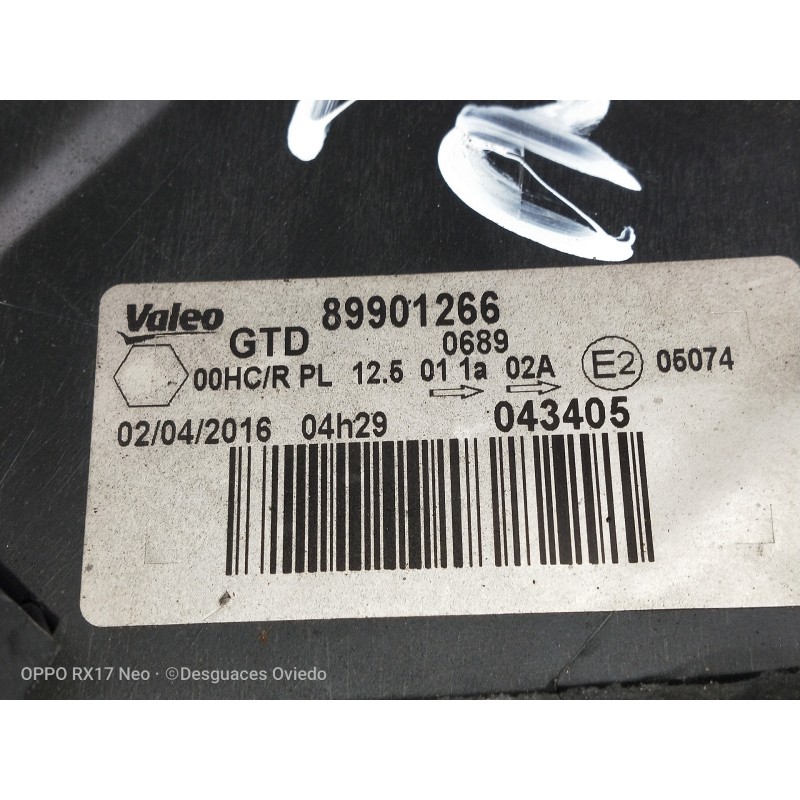 Valeo 89901266
GTD 0689
00HC/R PL 12.5 01 1a 02A E2 05074
02/04/2016 04h29 043405
OPPO RX17 Neo · ©Desguaces Oviedo